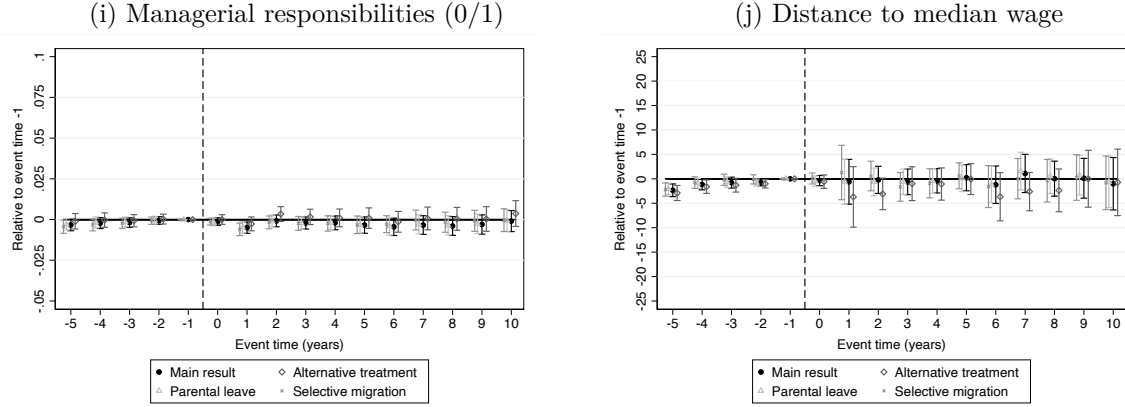 (i) Managerial responsibilities (0/1)
Relative to event time -1
.1
.075
.05
.025
0
-.025
-.05
-5 -4 -3 -2 -1 0 1 2 3 4 5 6 7 8 9 10
Event time (years)
Main result Alternative treatment
Parental leave Selective migration
(j) Distance to median wage
Relative to event time -1
25
20
15
10
5
0
-5
-10
-15
-20
-25
-5 -4 -3 -2 -1 0 1 2 3 4 5 6 7 8 9 10
Event time (years)
Main result Alternative treatment
Parental leave Selective migration